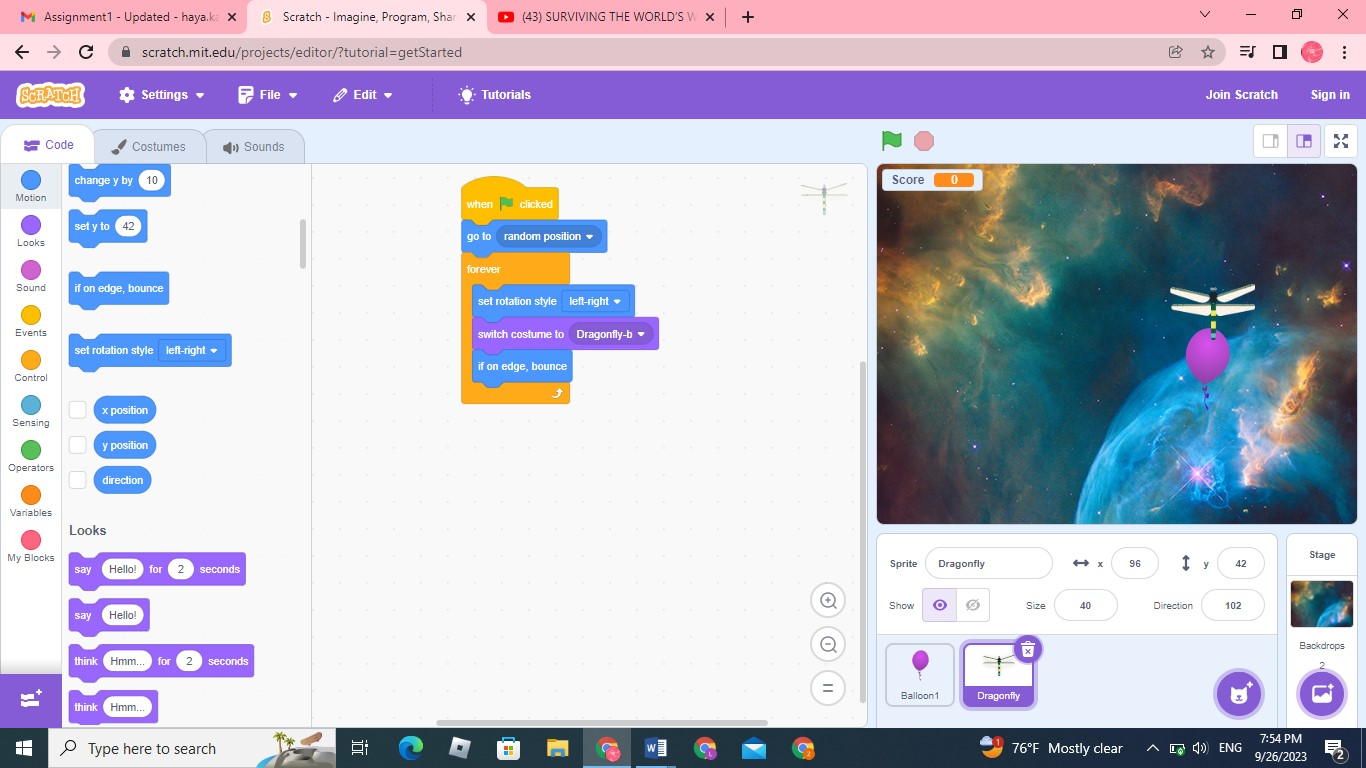 Assignment1 - Updated - haya.ka
Scratch - Imagine, Program, Shar
(43) SURVIVING THE WORLD'S W
scratch.mit.edu/projects/editor/?tutorial=getStarted
SCRATCH
Settings
File
Edit
Tutorials
Join Scratch
Sign in
Code
Costumes
Sounds
Motion
Looks
Sound
Events
Control
Sensing
Operators
Variables
My Blocks
change y by 10
set y to 42
if on edge, bounce
set rotation style left-right
x position
y position
direction
Looks
say Hello! for 2 seconds
say Hello!
think Hmm... for 2 seconds
think Hmm...
when clicked
go to random position
forever
set rotation style left-right
switch costume to Dragonfly-b
if on edge, bounce
Score 0
Sprite Dragonfly x 96 y 42
Show Size 40 Direction 102
Balloon1
Dragonfly
Stage
Backdrops
2
Type here to search
1
76°F Mostly clear
ENG
7:54 PM
9/26/2023
2